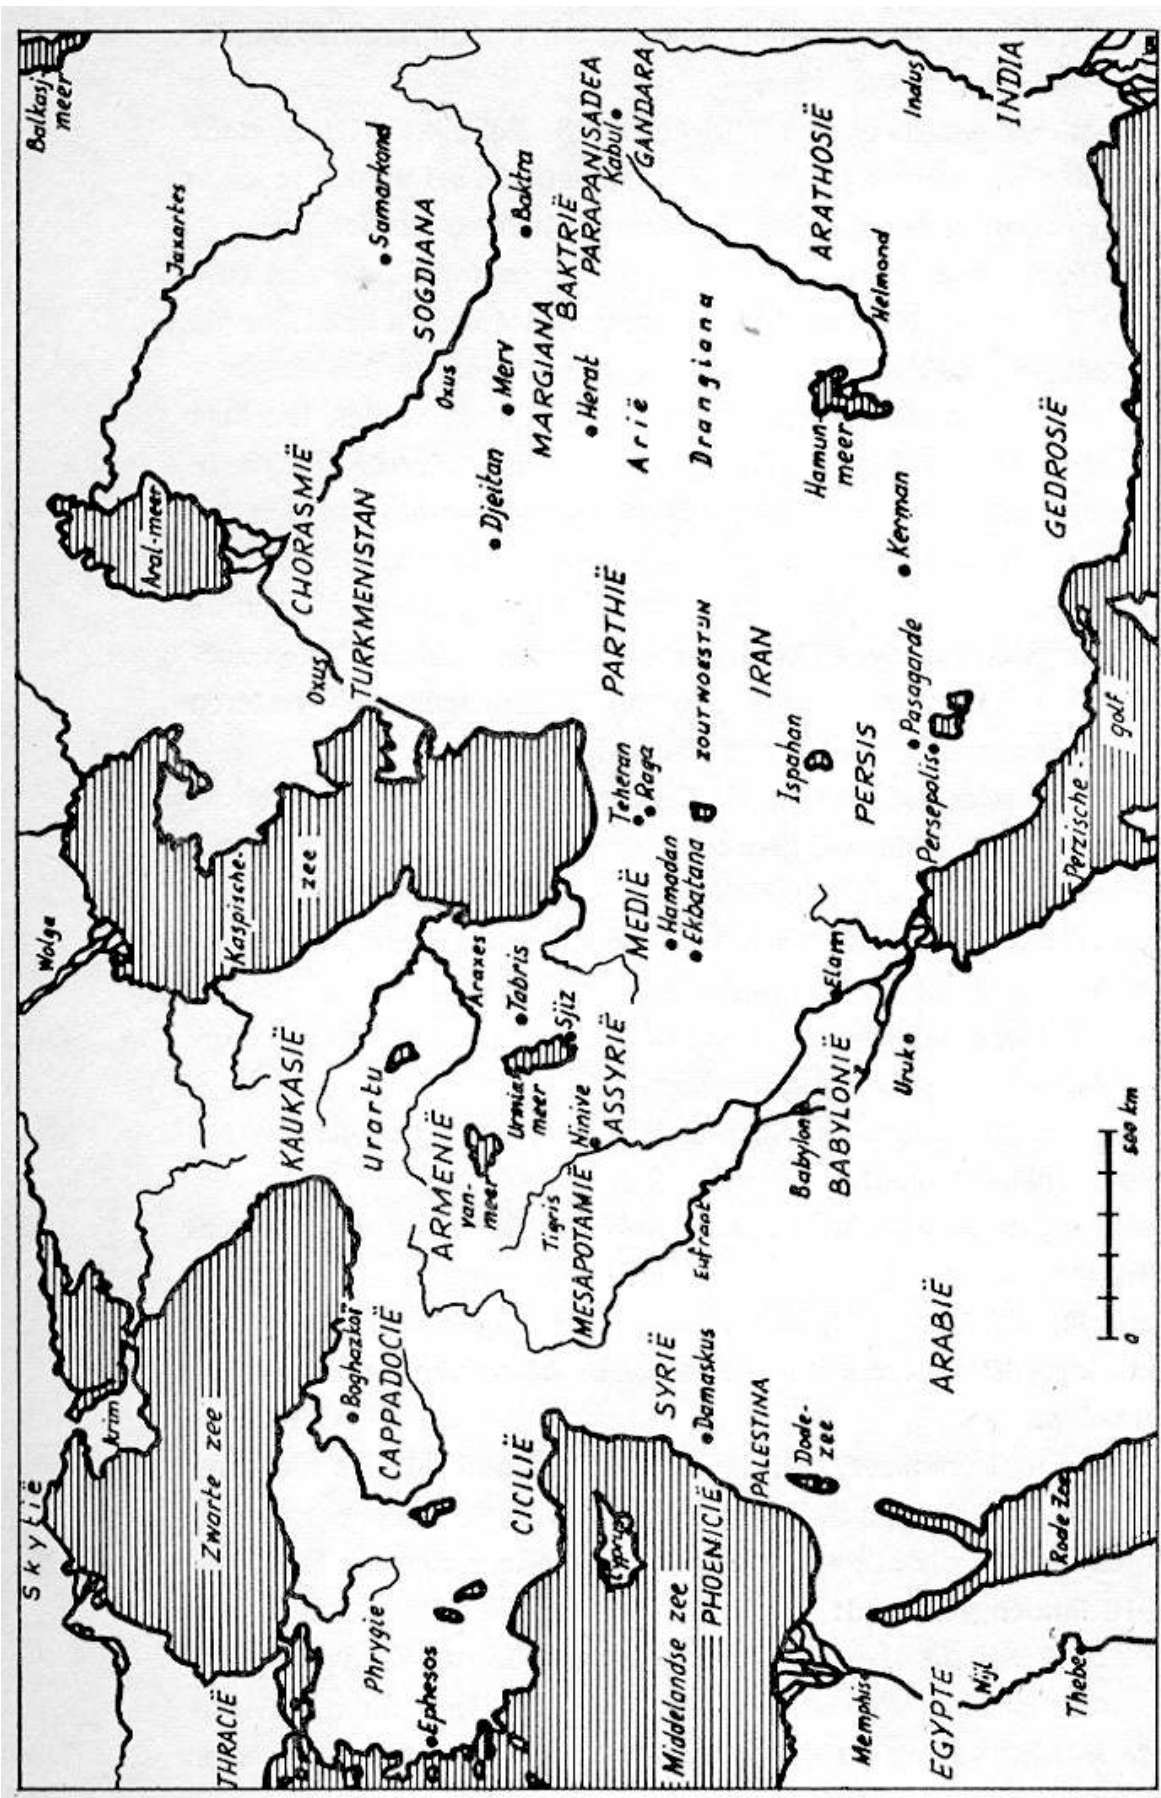 Skytië
Wolga
Balkasj-
meer
Krim
Aral-meer
Jaxartes
THRACIË
Zwarte zee
KAUKASIË
Kaspische-
zee
CHORASMIË
Oxus
TURKMENISTAN
Oxus
SOGDIANA
Samarkand
Phrygie
Boghazkoï
CAPPADOCIË
Urartu
Ephesos
ARMENIË
van-
meer
Araxes
Urmia-
meer
Tabris
Sjiz
Djeitan
Merv
MARGIANA
Baktra
BAKTRIË
PARAPANISADEA
Kabul
GANDARA
CICILIË
Tigris
MESAPOTAMIË
Ninive
ASSYRIË
MEDIË
Teheran
Raga
PARTHIË
Herat
Arië
Cyprus
SYRIË
Hamadan
Ekbatana
ZOUTWOESTIJN
Drangiana
Middelandse zee
PHOENICIË
Damaskus
Eufraat
PALESTINA
IRAN
Dode-
zee
Babylon
BABYLONIË
Elam
Ispahan
Hamun-
meer
Helmond
ARATHOSIË
PERSIS
Memphis
Uruk
Persepolis
Pasagarde
Kerman
Indus
EGYPTE
Nijl
ARABIË
INDIA
Thebe
Rode Zee
Perzische-
golf
GEDROSIË
0
500 km